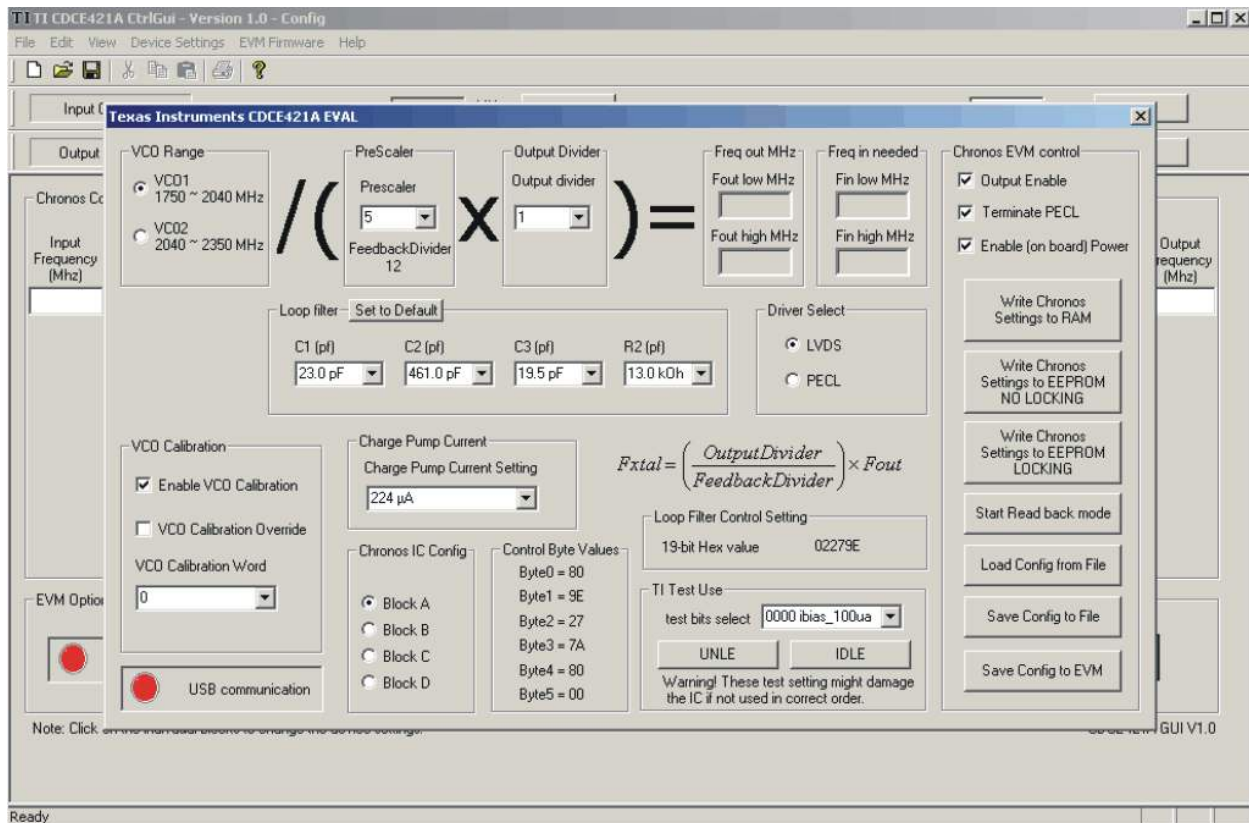 TI TI CDCE421A CtrlGui - Version 1.0 - Config
File Edit View Device Settings EVM Firmware Help
Input
Texas Instruments CDCE421A EVAL
Output
VCO Range
VCO1
1750 ~ 2040 MHz
VCO2
2040 ~ 2350 MHz
/(
PreScaler
Prescaler
5
FeedbackDivider
12
X
Output Divider
Output divider
1
)=
Freq out MHz
Fout low MHz
Fout high MHz
Freq in needed
Fin low MHz
Fin high MHz
Chronos EVM control
Output Enable
Terminate PECL
Enable (on board) Power
Write Chronos
Settings to RAM
Write Chronos
Settings to EEPROM
NO LOCKING
Write Chronos
Settings to EEPROM
LOCKING
Start Read back mode
Load Config from File
Save Config to File
Save Config to EVM
Chronos
Input
Frequency
(Mhz)
Output
requency
(Mhz)
Loop filter
Set to Default
C1 (pf)
C2 (pf)
C3 (pf)
R2 (pf)
23.0 pF
461.0 pF
19.5 pF
13.0 kOh
Driver Select
LVDS
PECL
VCO Calibration
Enable VCO Calibration
VCO Calibration Override
VCO Calibration Word
0
Charge Pump Current
Charge Pump Current Setting
224 µA
Fxtal = (OutputDivider / FeedbackDivider) × Fout
Loop Filter Control Setting
19-bit Hex value 02279E
Chronos IC Config
Block A
Block B
Block C
Block D
Control Byte Values
Byte0 = 80
Byte1 = 9E
Byte2 = 27
Byte3 = 7A
Byte4 = 80
Byte5 = 00
TI Test Use
test bits select
0000 ibias_100ua
UNLE
IDLE
Warning! These test setting might damage
the IC if not used in correct order.
EVM Option
USB communication
Note: Click
GUI V1.0
Ready